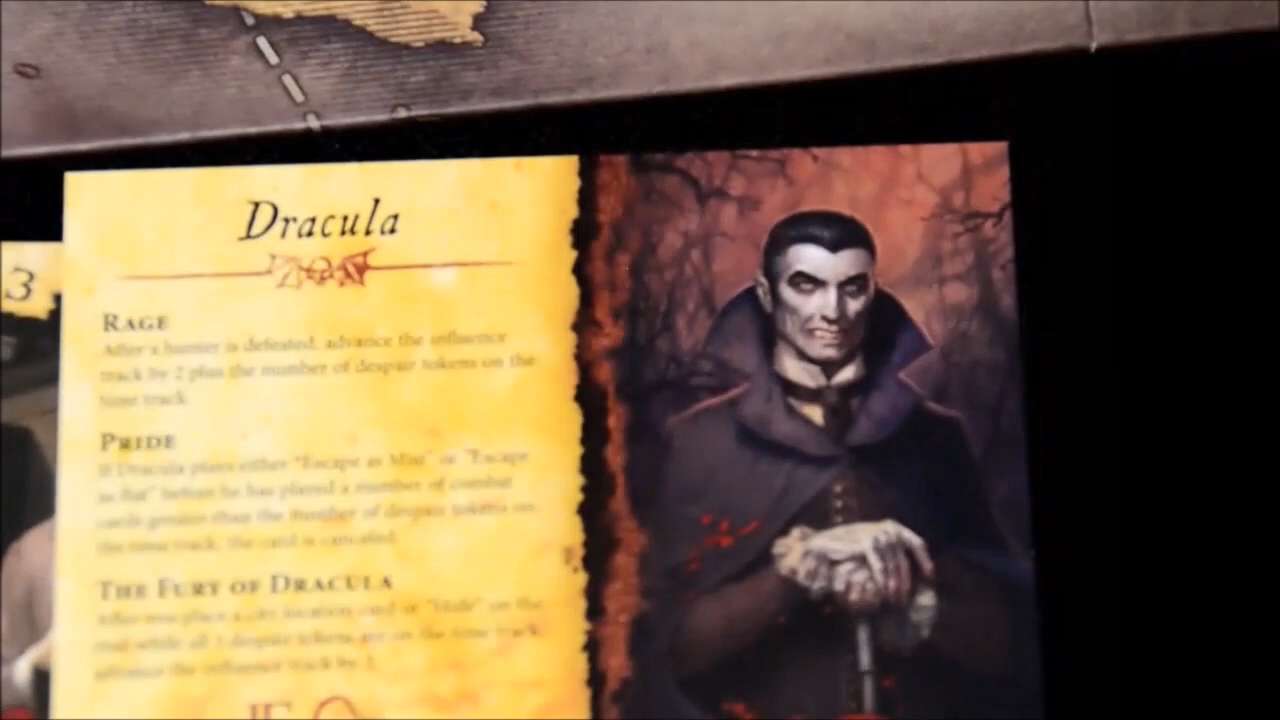 Dracula
3
RAGE
After a hunter is defeated, advance the influence
track by 2 plus the number of despair tokens on the
time track.
PRIDE
If Dracula plays either "Escape as Mist" or "Escape
as Bat" before he has played a number of combat
cards greater than the number of despair tokens on
the time track, the card is canceled.
THE FURY OF DRACULA
After you place a city location card or "Hide" on the
trail while all 3 despair tokens are on the time track,
advance the influence track by 1.